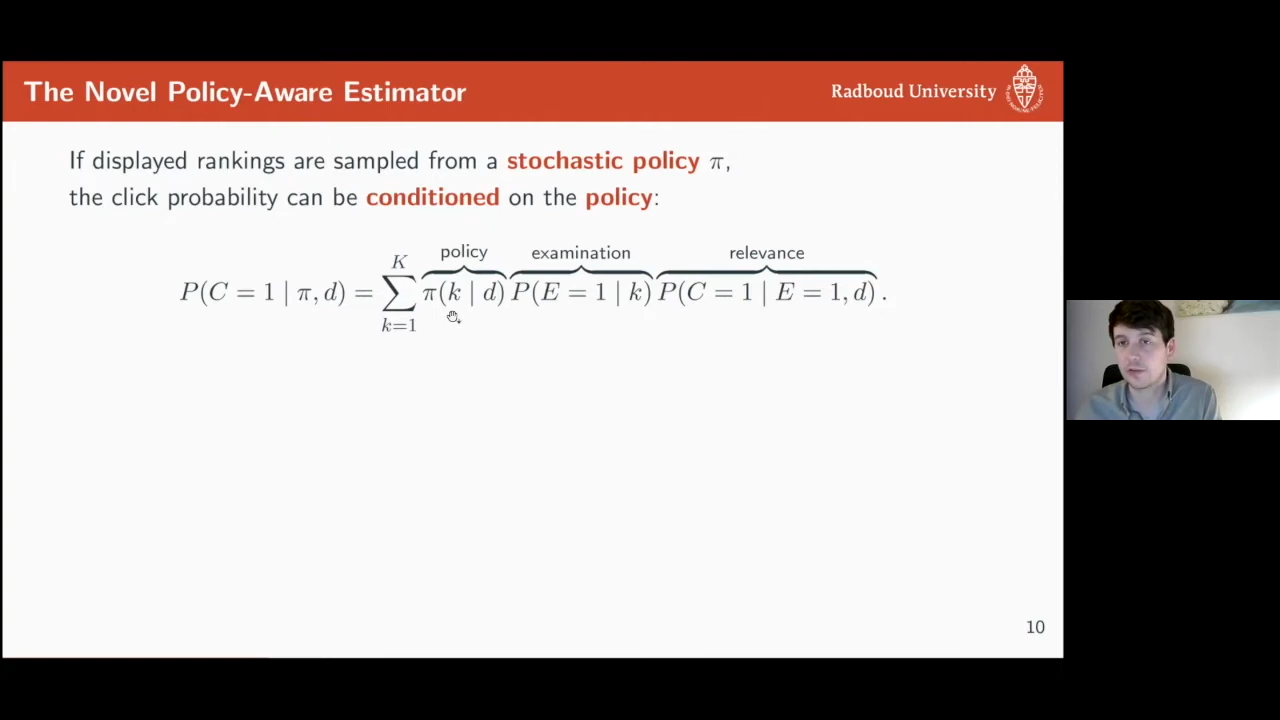 The Novel Policy-Aware Estimator
Radboud University
If displayed rankings are sampled from a stochastic policy π,
the click probability can be conditioned on the policy:
policy examination relevance
P(C = 1 | π, d) = ∑_{k=1}^{K} π(k | d) P(E = 1 | k) P(C = 1 | E = 1, d).
10